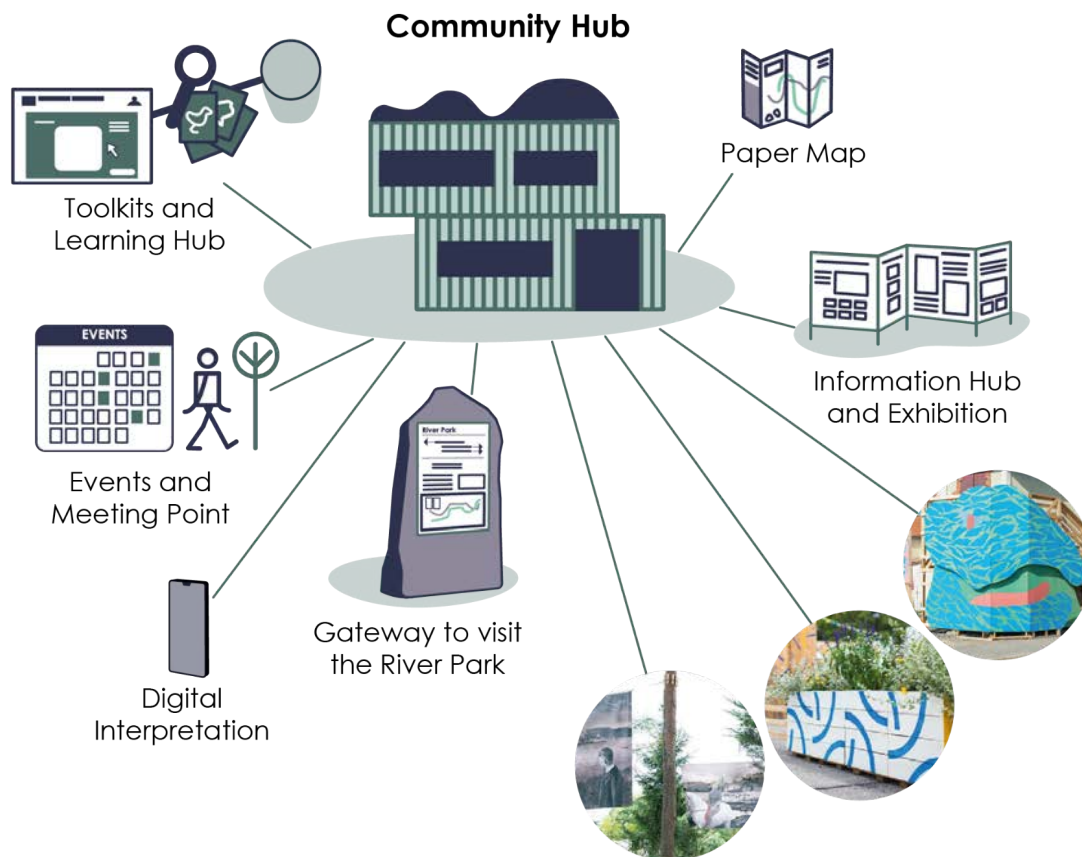 Community Hub
Paper Map
Toolkits and
Learning Hub
EVENTS
Information Hub
and Exhibition
River Park
Events and
Meeting Point
Gateway to visit
the River Park
Digital
Interpretation